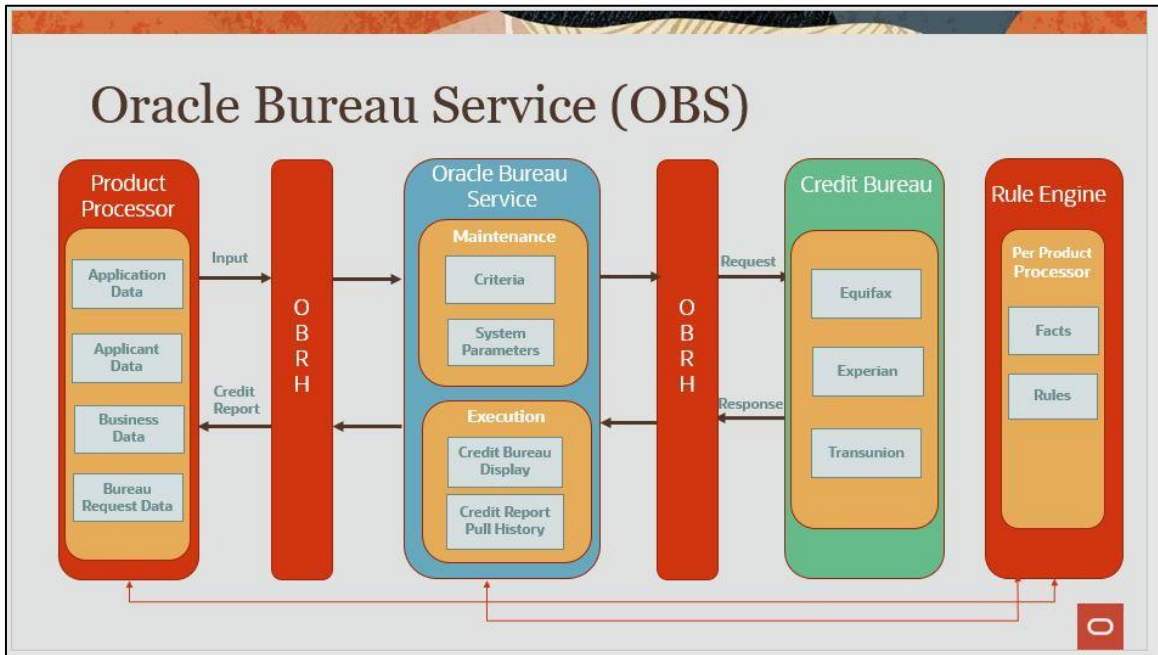 Oracle Bureau Service (OBS)
Product
Processor
Application
Data
Applicant
Data
Business
Data
Bureau
Request Data
Input
Credit
Report
O
B
R
H
Oracle Bureau
Service
Maintenance
Criteria
System
Parameters
Execution
Credit Bureau
Display
Credit Report
Pull History
O
B
R
H
Request
Response
Credit Bureau
Equifax
Experian
Transunion
Rule Engine
Per Product
Processor
Facts
Rules